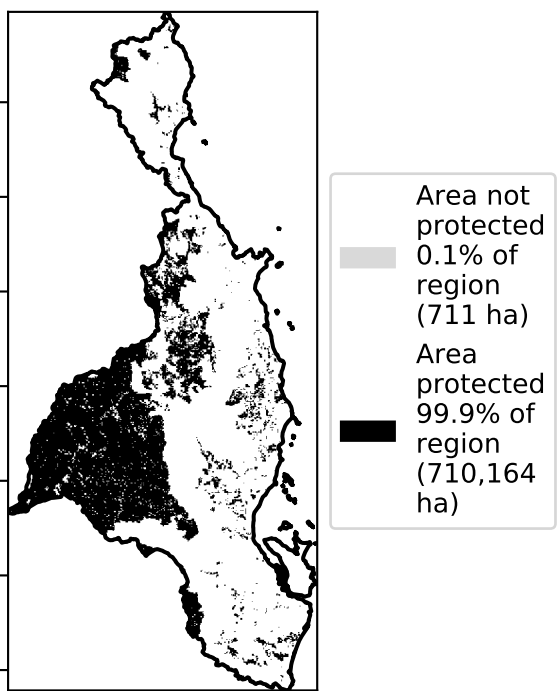 Area not
protected
0.1% of
region
(711 ha)
Area
protected
99.9% of
region
(710,164
ha)